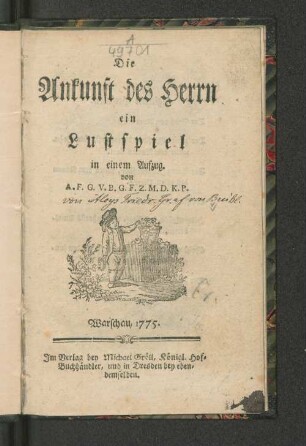 A
49701
Die
Ankunft des Herrn
ein
Lustspiel
in einem Aufzug.
von
A. F. G. V. B. G. F. Z. M. D. K. P.
von Aloys Friedr. Graf von Brühl.
Warschau, 1775.
Im Verlag bey Michael Gröll, Königl. Hof-
Buchhändler, und in Dresden bey eben-
demselben.